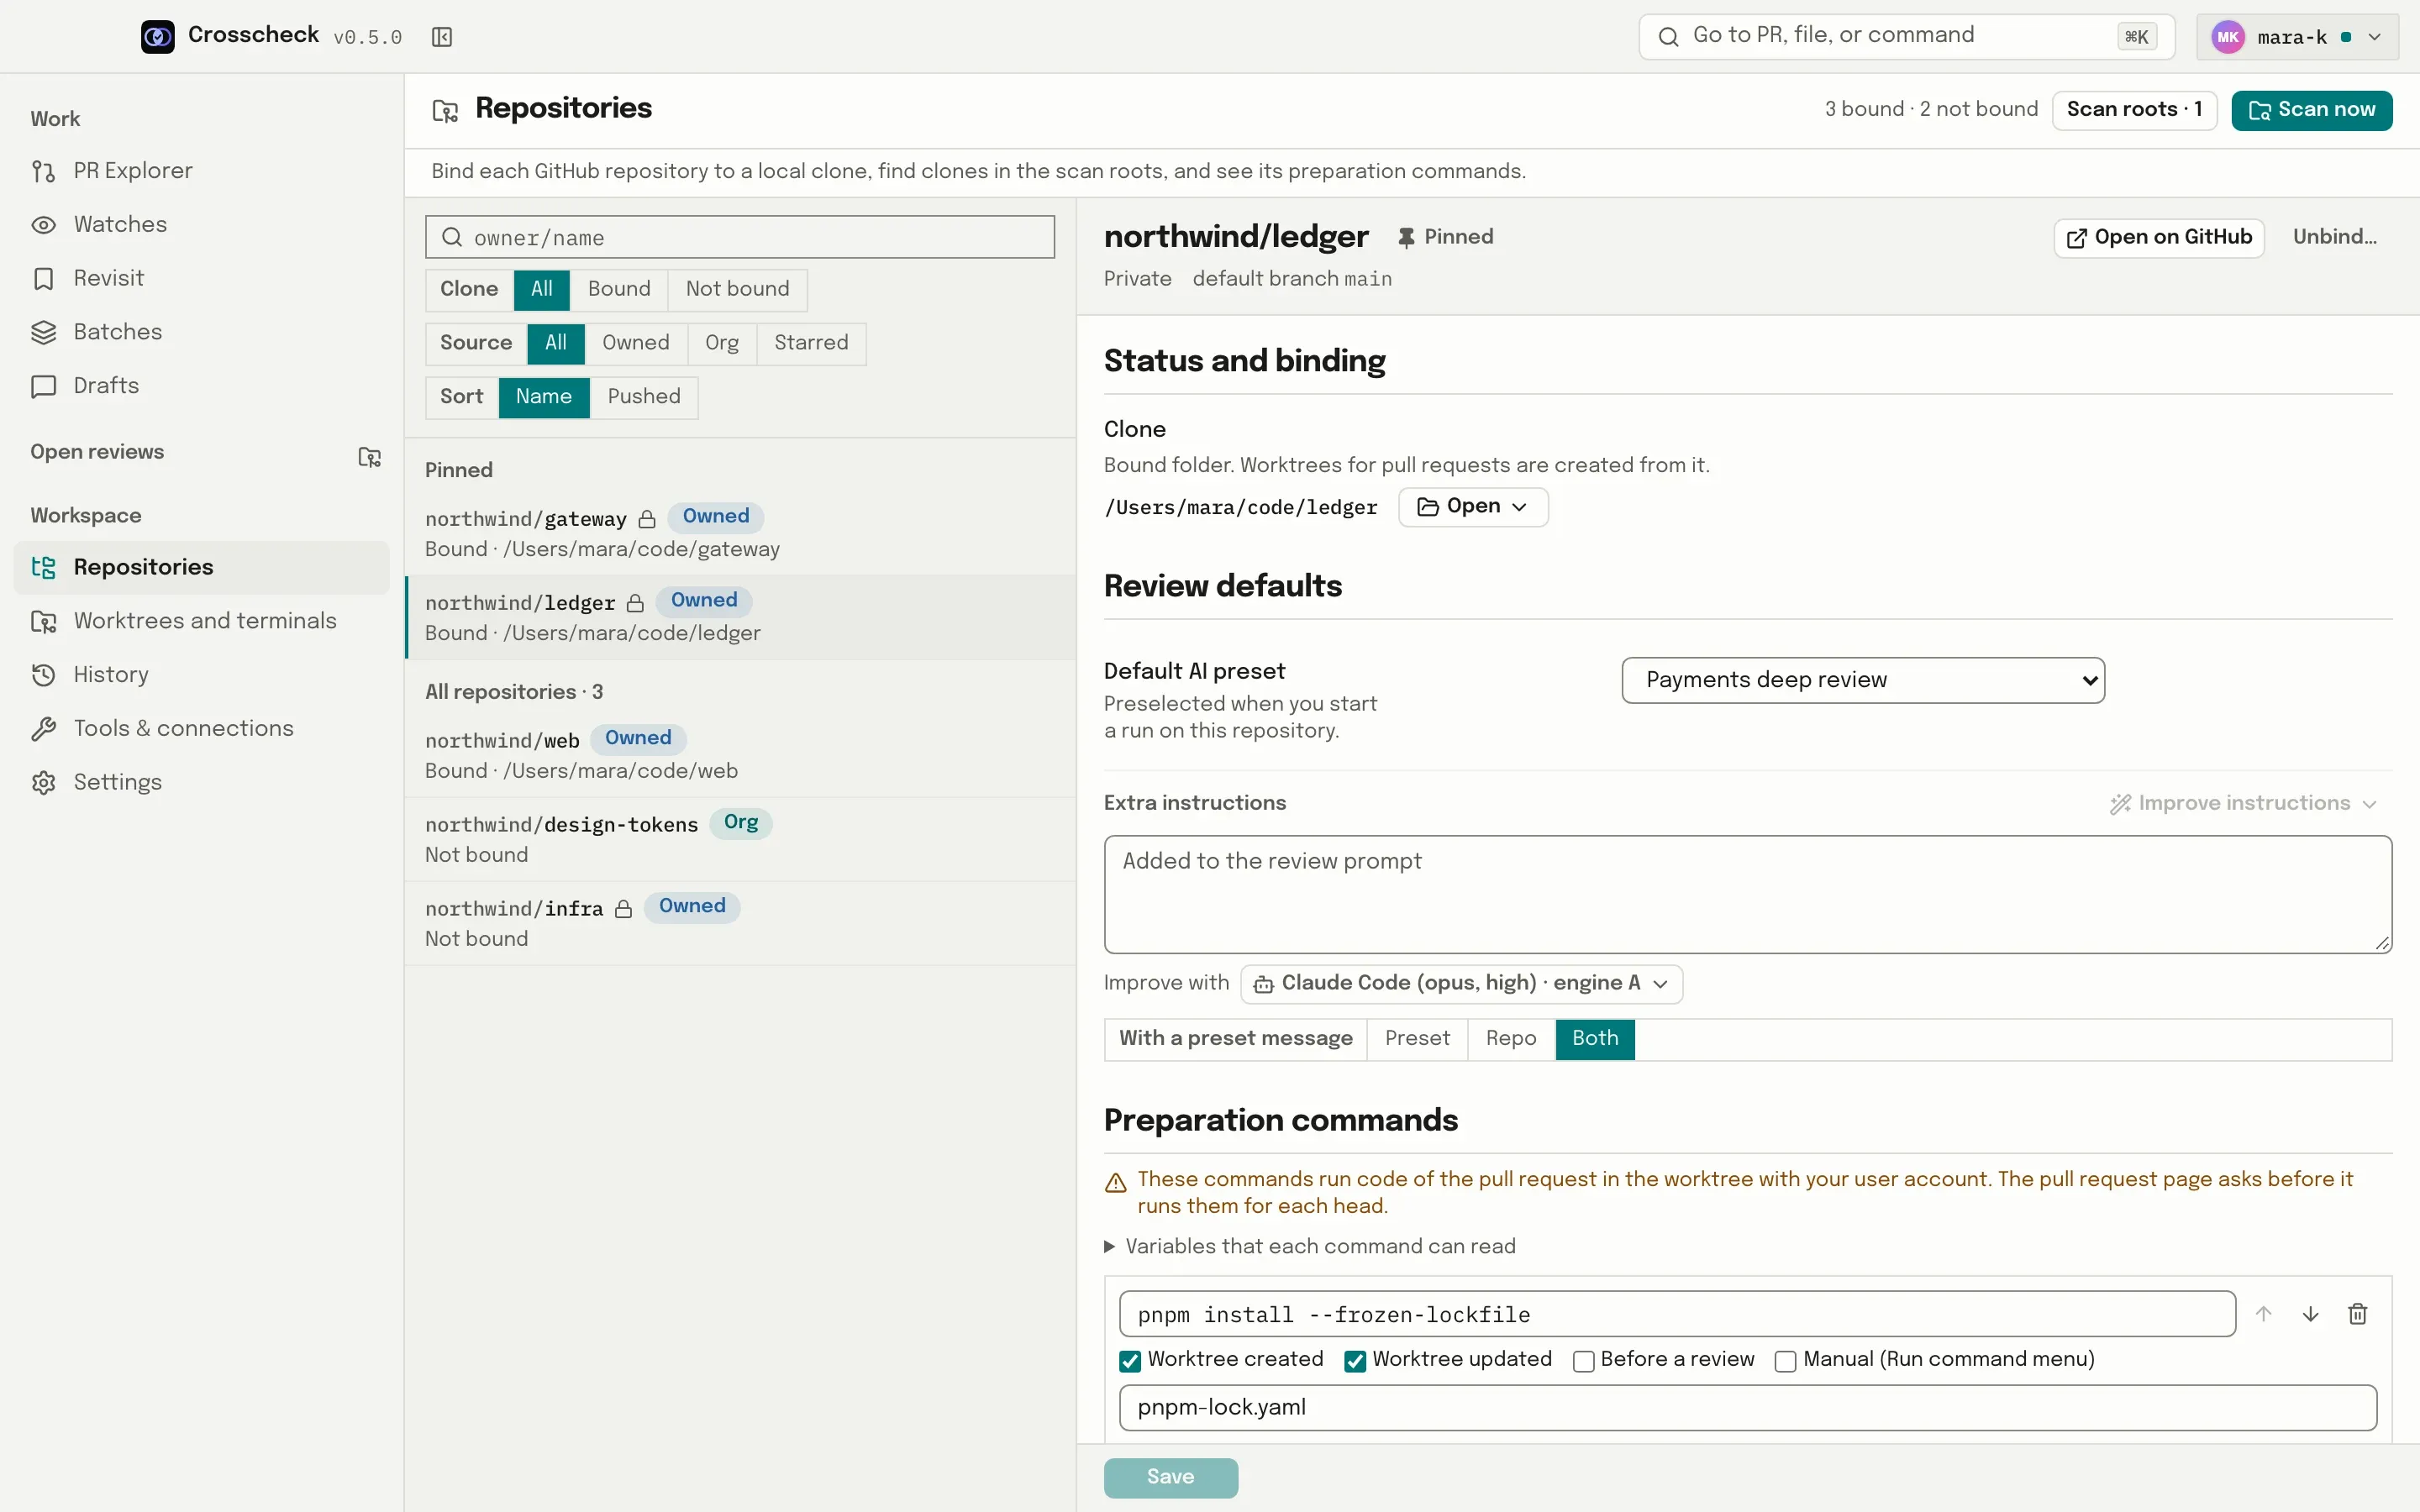 Crosscheck v0.5.0
Go to PR, file, or command ⌘K
MK mara-k
Work
PR Explorer
Watches
Revisit
Batches
Drafts
Open reviews
Workspace
Repositories
Worktrees and terminals
History
Tools & connections
Settings
Repositories
3 bound · 2 not bound
Scan roots · 1
Scan now
Bind each GitHub repository to a local clone, find clones in the scan roots, and see its preparation commands.
owner/name
Clone All Bound Not bound
Source All Owned Org Starred
Sort Name Pushed
Pinned
northwind/gateway Owned
Bound · /Users/mara/code/gateway
northwind/ledger Owned
Bound · /Users/mara/code/ledger
All repositories · 3
northwind/web Owned
Bound · /Users/mara/code/web
northwind/design-tokens Org
Not bound
northwind/infra Owned
Not bound
northwind/ledger Pinned
Open on GitHub
Unbind…
Private default branch main
Status and binding
Clone
Bound folder. Worktrees for pull requests are created from it.
/Users/mara/code/ledger Open
Review defaults
Default AI preset
Preselected when you start
a run on this repository.
Payments deep review
Extra instructions
Improve instructions
Added to the review prompt
Improve with Claude Code (opus, high) · engine A
With a preset message Preset Repo Both
Preparation commands
These commands run code of the pull request in the worktree with your user account. The pull request page asks before it
runs them for each head.
Variables that each command can read
pnpm install --frozen-lockfile
Worktree created Worktree updated Before a review Manual (Run command menu)
pnpm-lock.yaml
Save